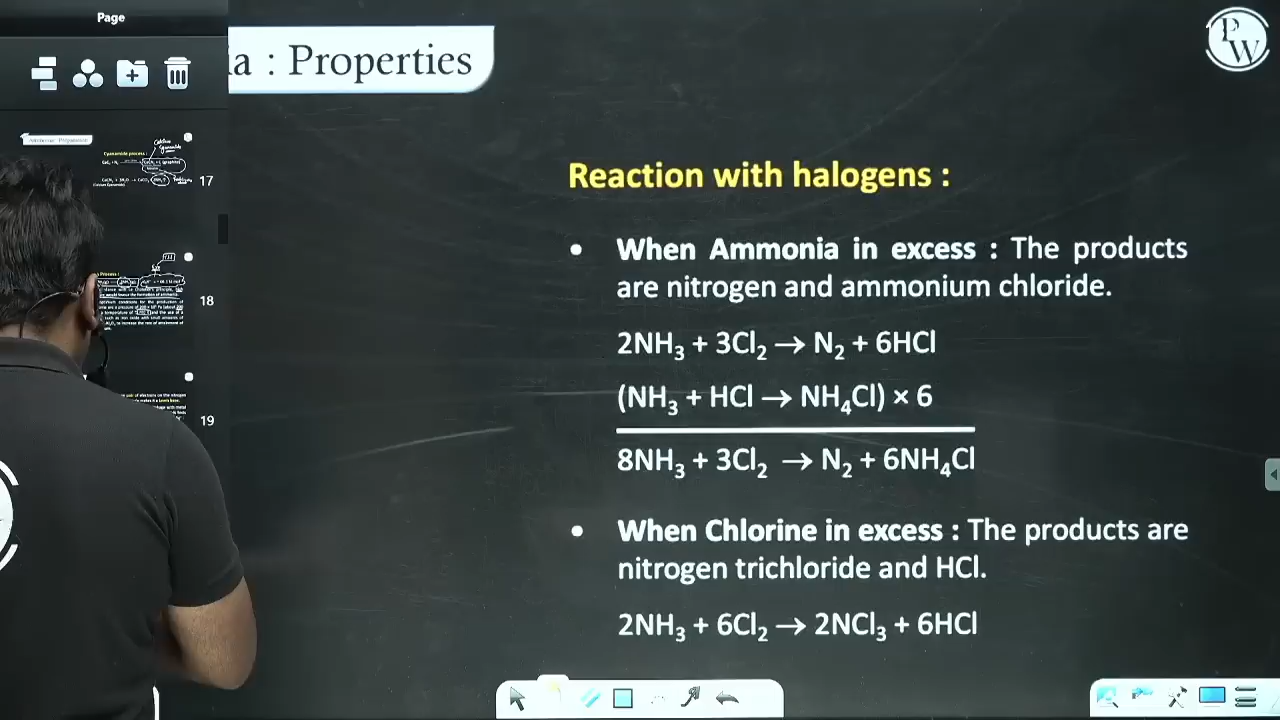 Page
a : Properties
PW
17
18
19
Reaction with halogens :
• When Ammonia in excess : The products
are nitrogen and ammonium chloride.
2NH₃ + 3Cl₂ → N₂ + 6HCl
(NH₃ + HCl → NH₄Cl) × 6
8NH₃ + 3Cl₂ → N₂ + 6NH₄Cl
• When Chlorine in excess : The products are
nitrogen trichloride and HCl.
2NH₃ + 6Cl₂ → 2NCl₃ + 6HCl